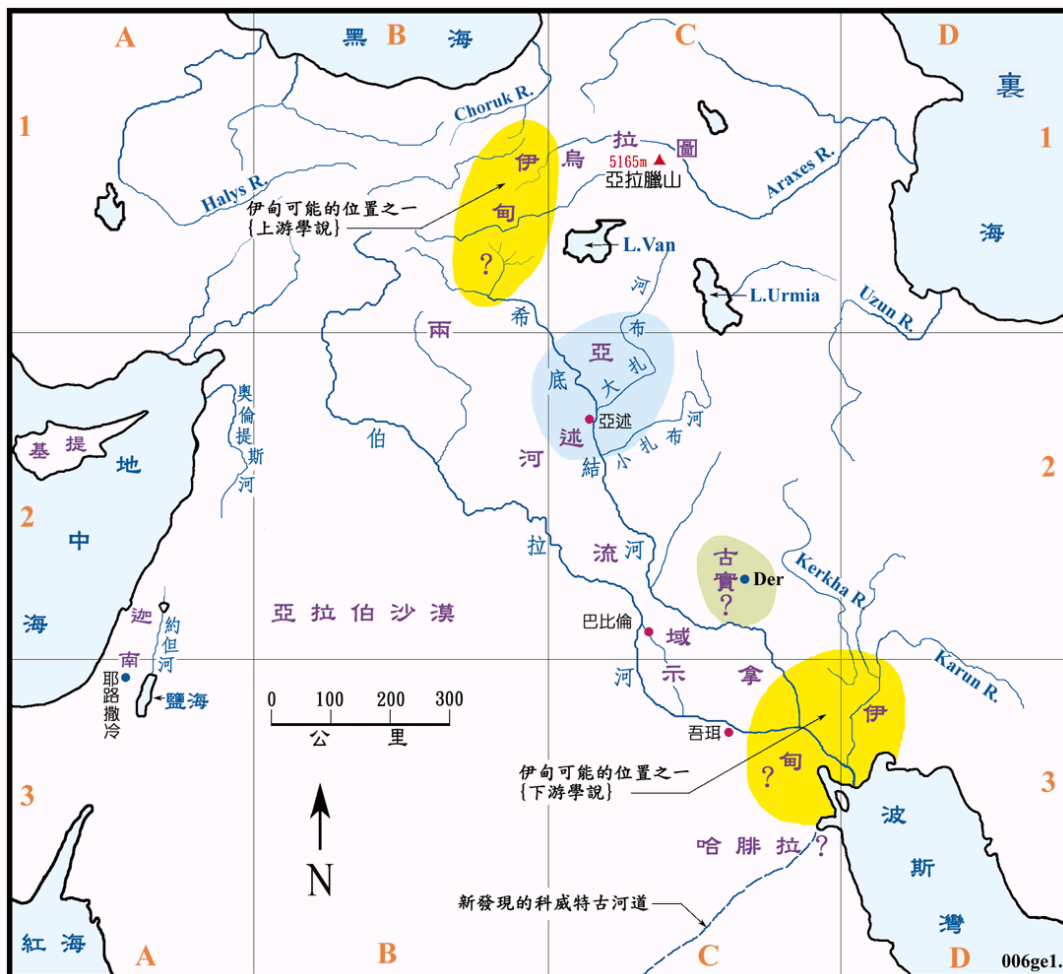 A
B
C
D
黑海
裏海
1
1
Choruk R.
伊甸?
烏拉圖
5165m
亞拉臘山
Araxes R.
Halys R.
伊甸可能的位置之一
{上游學說}
L.Van
L.Urmia
Uzun R.
希底結河
大扎布河
小扎布河
亞述
亞述
兩河流域
伯拉河
奧倫提斯河
基提
地中海
2
2
古實?
Der
Kerkha R.
Karun R.
亞拉伯沙漠
巴比倫
示拿
迦南
約但河
耶路撒冷
鹽海
0 100 200 300
公里
吾珥
伊甸?
伊甸可能的位置之一
{下游學說}
3
3
N
哈腓拉?
波斯灣
新發現的科威特古河道
紅海
A
B
C
D
006ge1.